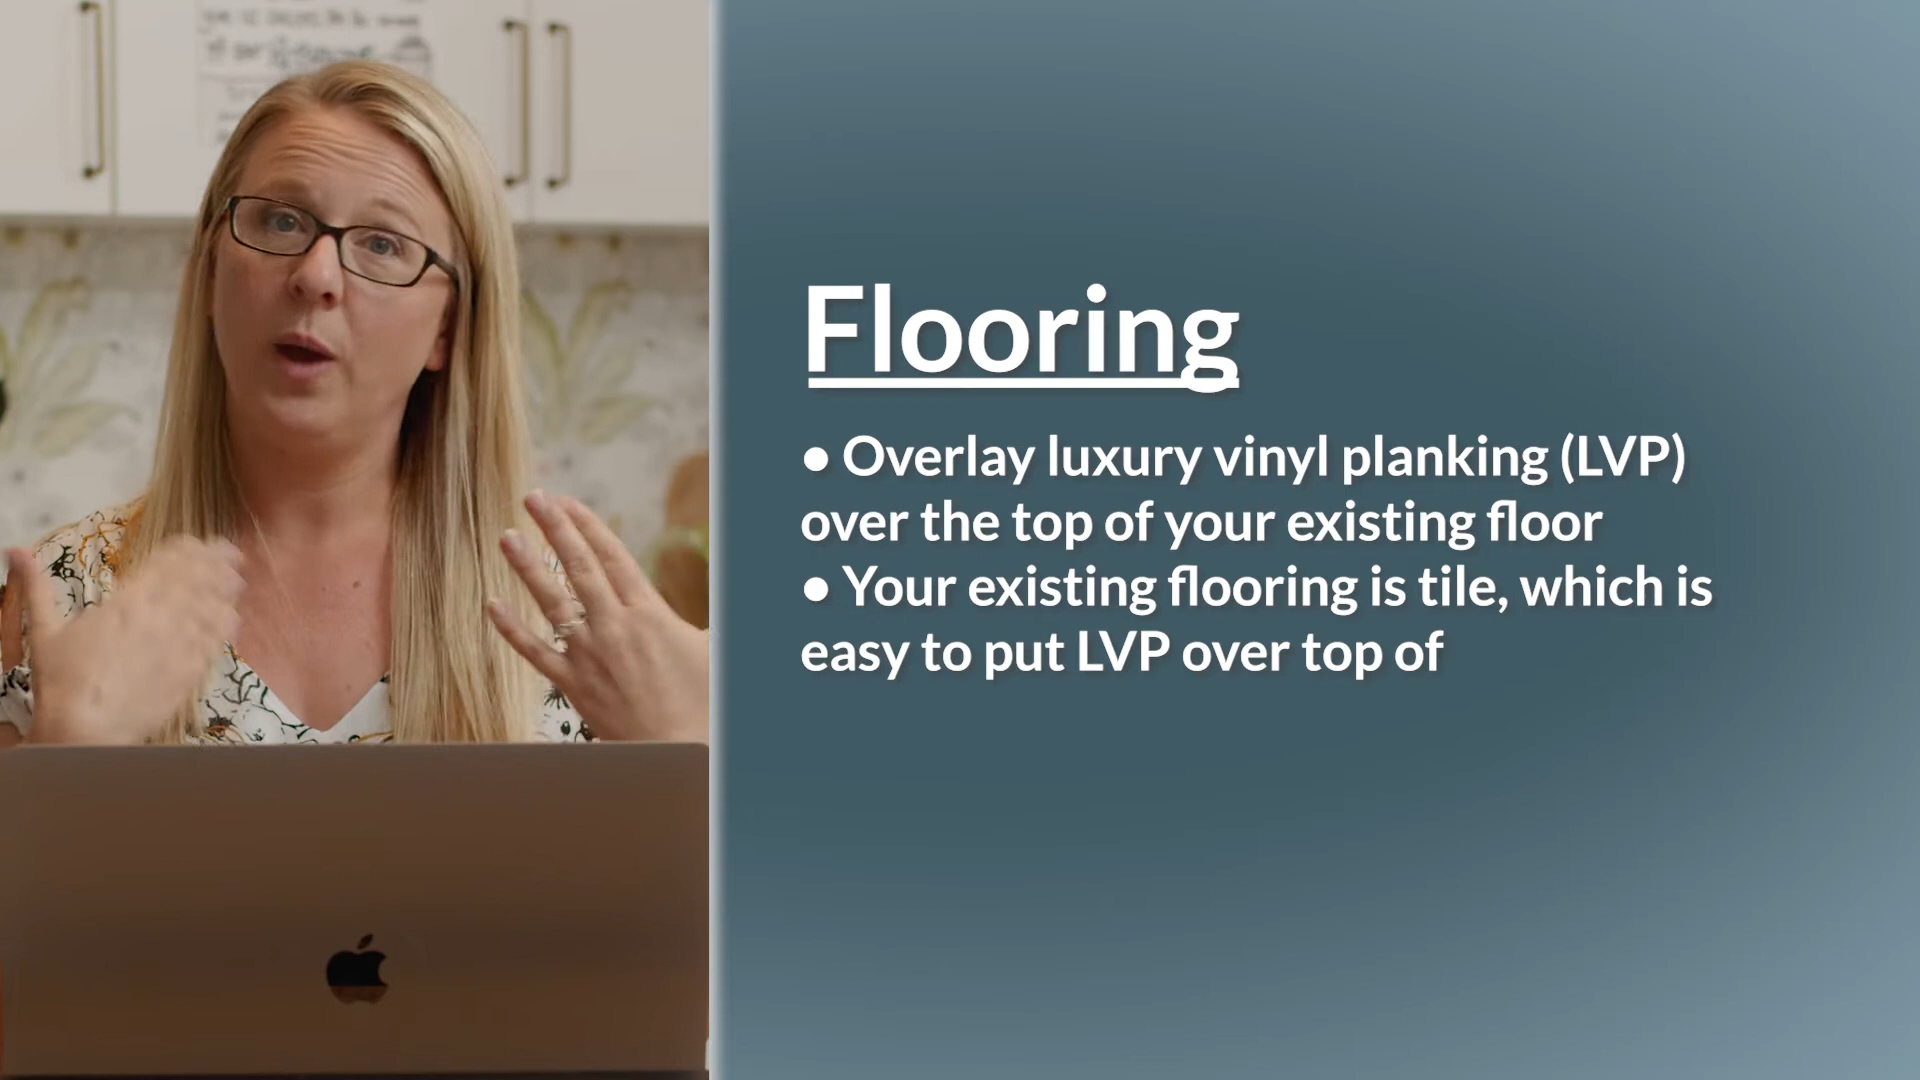 Flooring
● Overlay luxury vinyl planking (LVP)
over the top of your existing floor
● Your existing flooring is tile, which is
easy to put LVP over top of